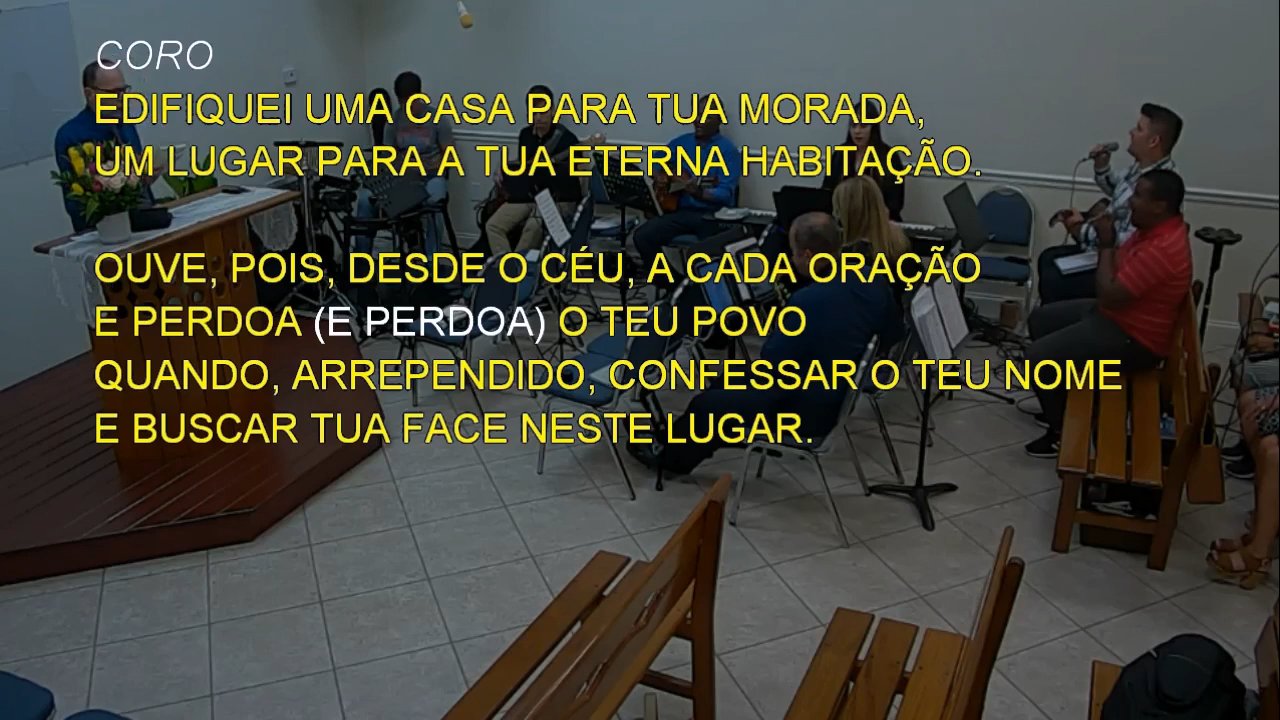 CORO
EDIFIQUEI UMA CASA PARA TUA MORADA,
UM LUGAR PARA A TUA ETERNA HABITAÇÃO.
OUVE, POIS, DESDE O CÉU, A CADA ORAÇÃO
E PERDOA (E PERDOA) O TEU POVO
QUANDO, ARREPENDIDO, CONFESSAR O TEU NOME
E BUSCAR TUA FACE NESTE LUGAR.